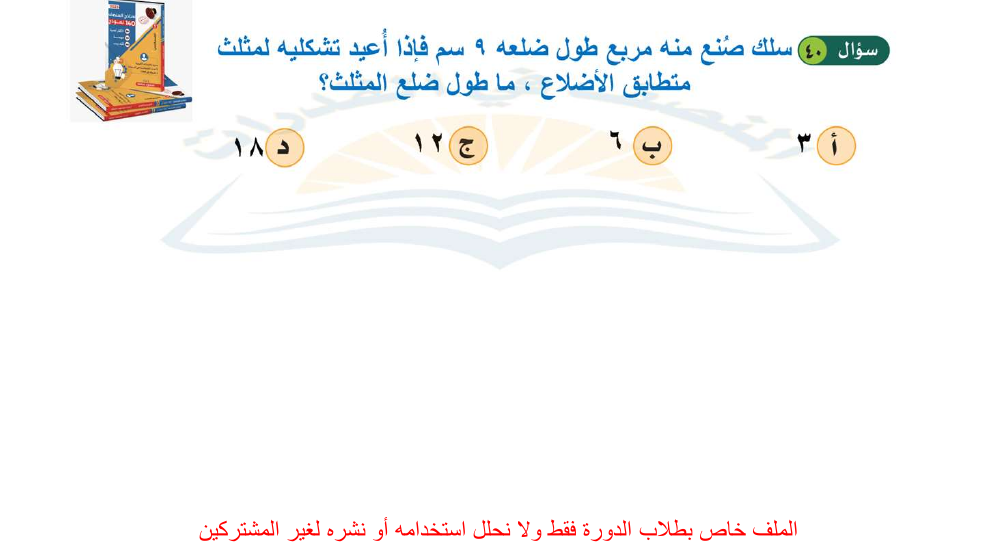 سؤال ٤٠ سلك صُنع منه مربع طول ضلعه ٩ سم فإذا أُعيد تشكليه لمثلث
متطابق الأضلاع ، ما طول ضلع المثلث؟
أ ٣ ب ٦ ج ١٢ د ١٨
الملف خاص بطلاب الدورة فقط ولا نحلل استخدامه أو نشره لغير المشتركين